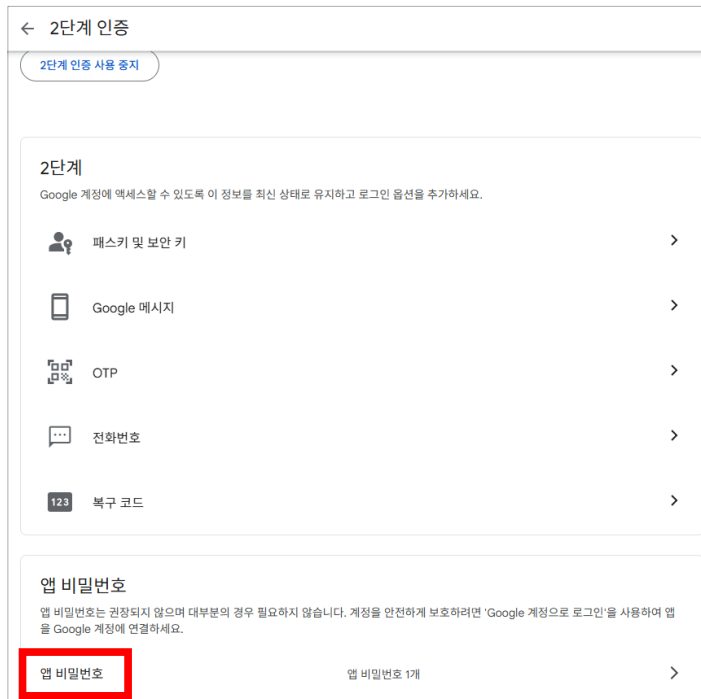 2단계 인증
2단계 인증 사용 중지
2단계
Google 계정에 액세스할 수 있도록 이 정보를 최신 상태로 유지하고 로그인 옵션을 추가하세요.
패스키 및 보안 키
Google 메시지
OTP
전화번호
123 복구 코드
앱 비밀번호
앱 비밀번호는 권장되지 않으며 대부분의 경우 필요하지 않습니다. 계정을 안전하게 보호하려면 'Google 계정으로 로그인'을 사용하여 앱
을 Google 계정에 연결하세요.
앱 비밀번호 앱 비밀번호 1개